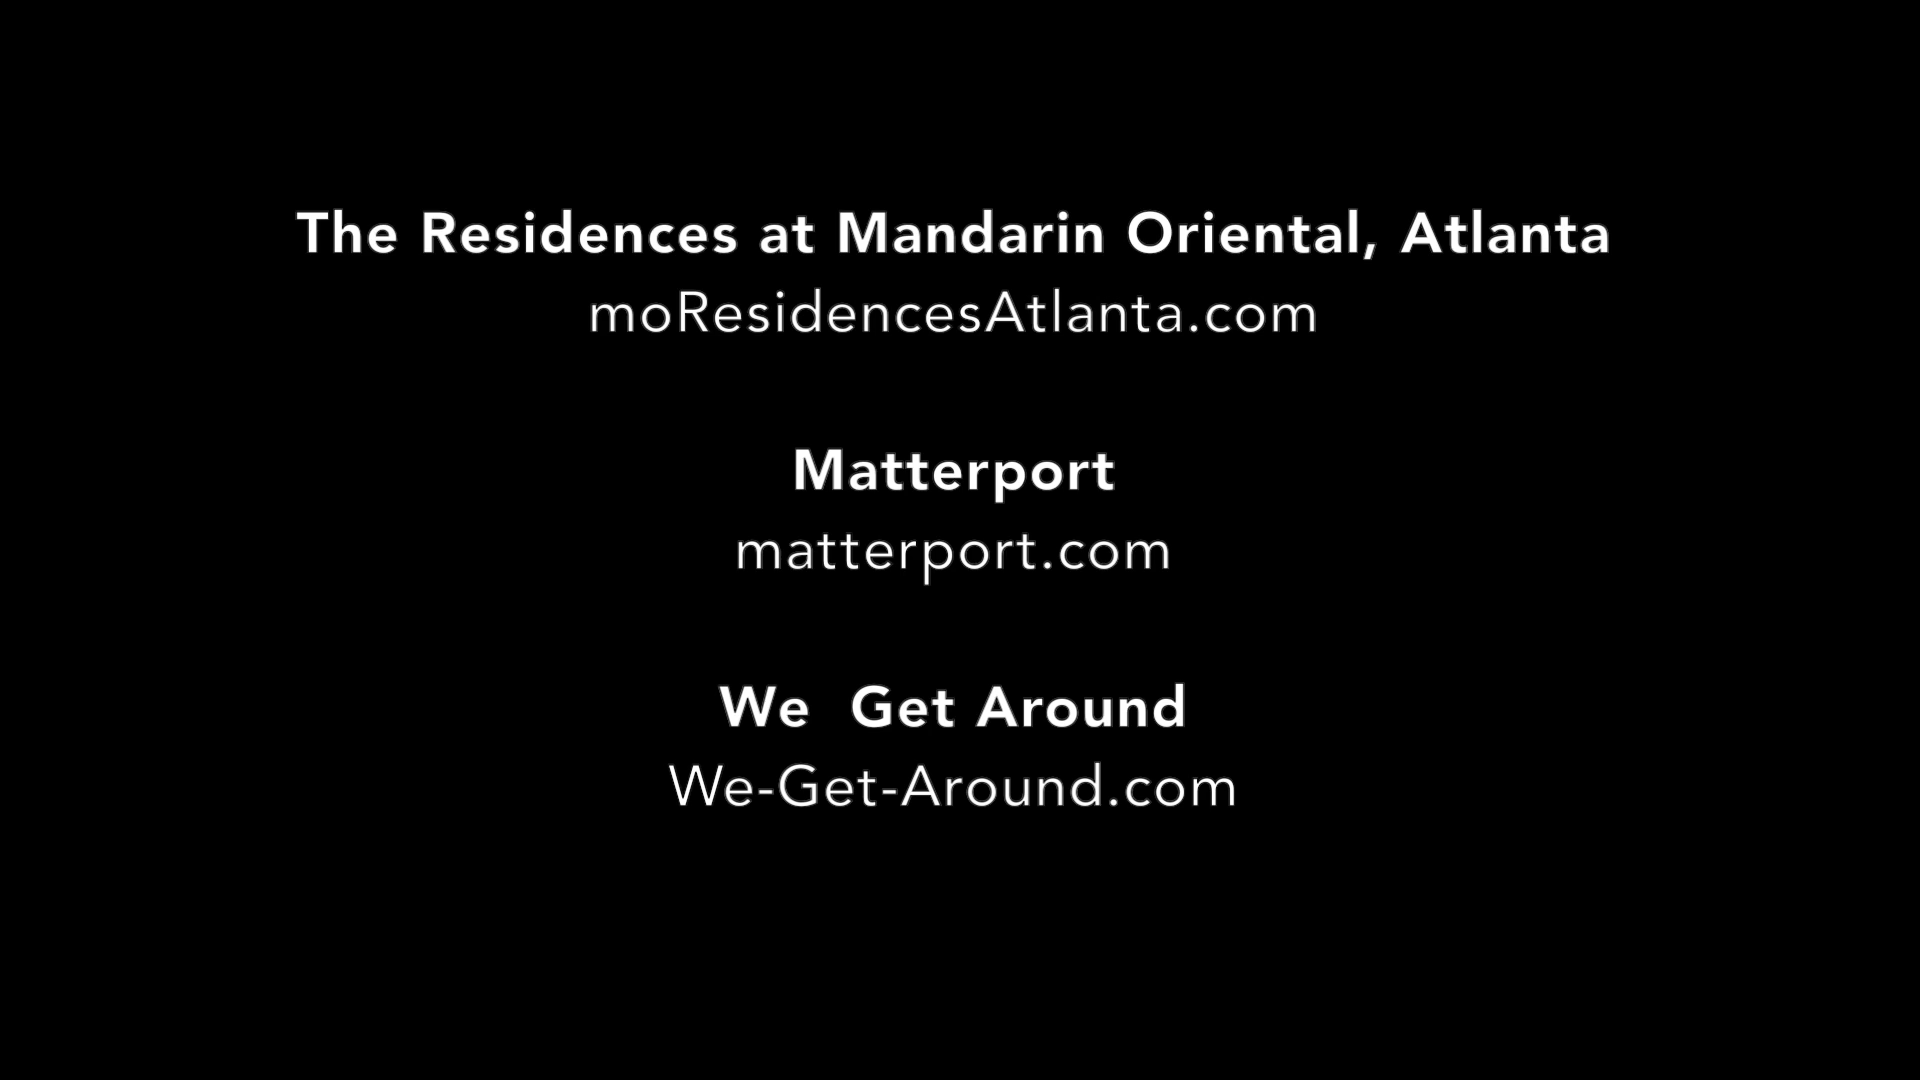 The Residences at Mandarin Oriental, Atlanta
moResidencesAtlanta.com
Matterport
matterport.com
We  Get Around
We-Get-Around.com